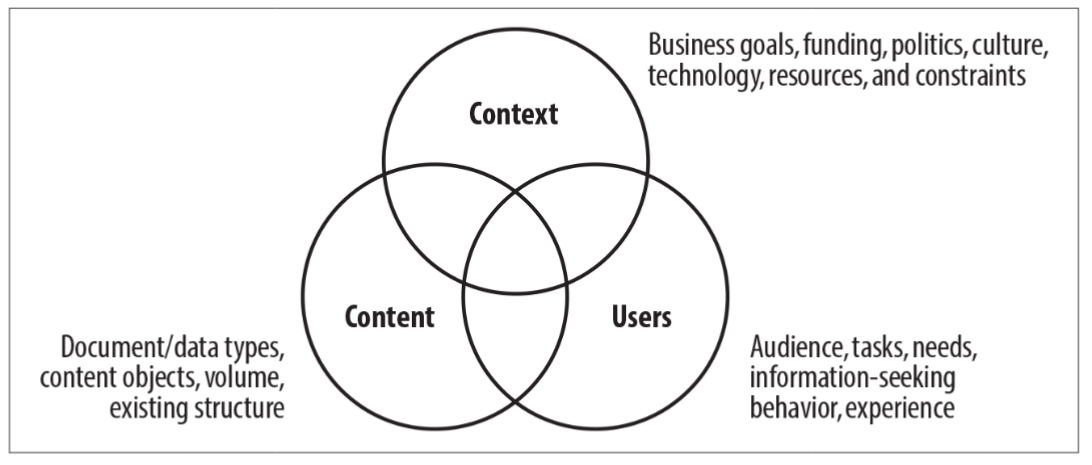 Business goals, funding, politics, culture,
technology, resources, and constraints
Context
Content
Users
Document/data types,
content objects, volume,
existing structure
Audience, tasks, needs,
information-seeking
behavior, experience